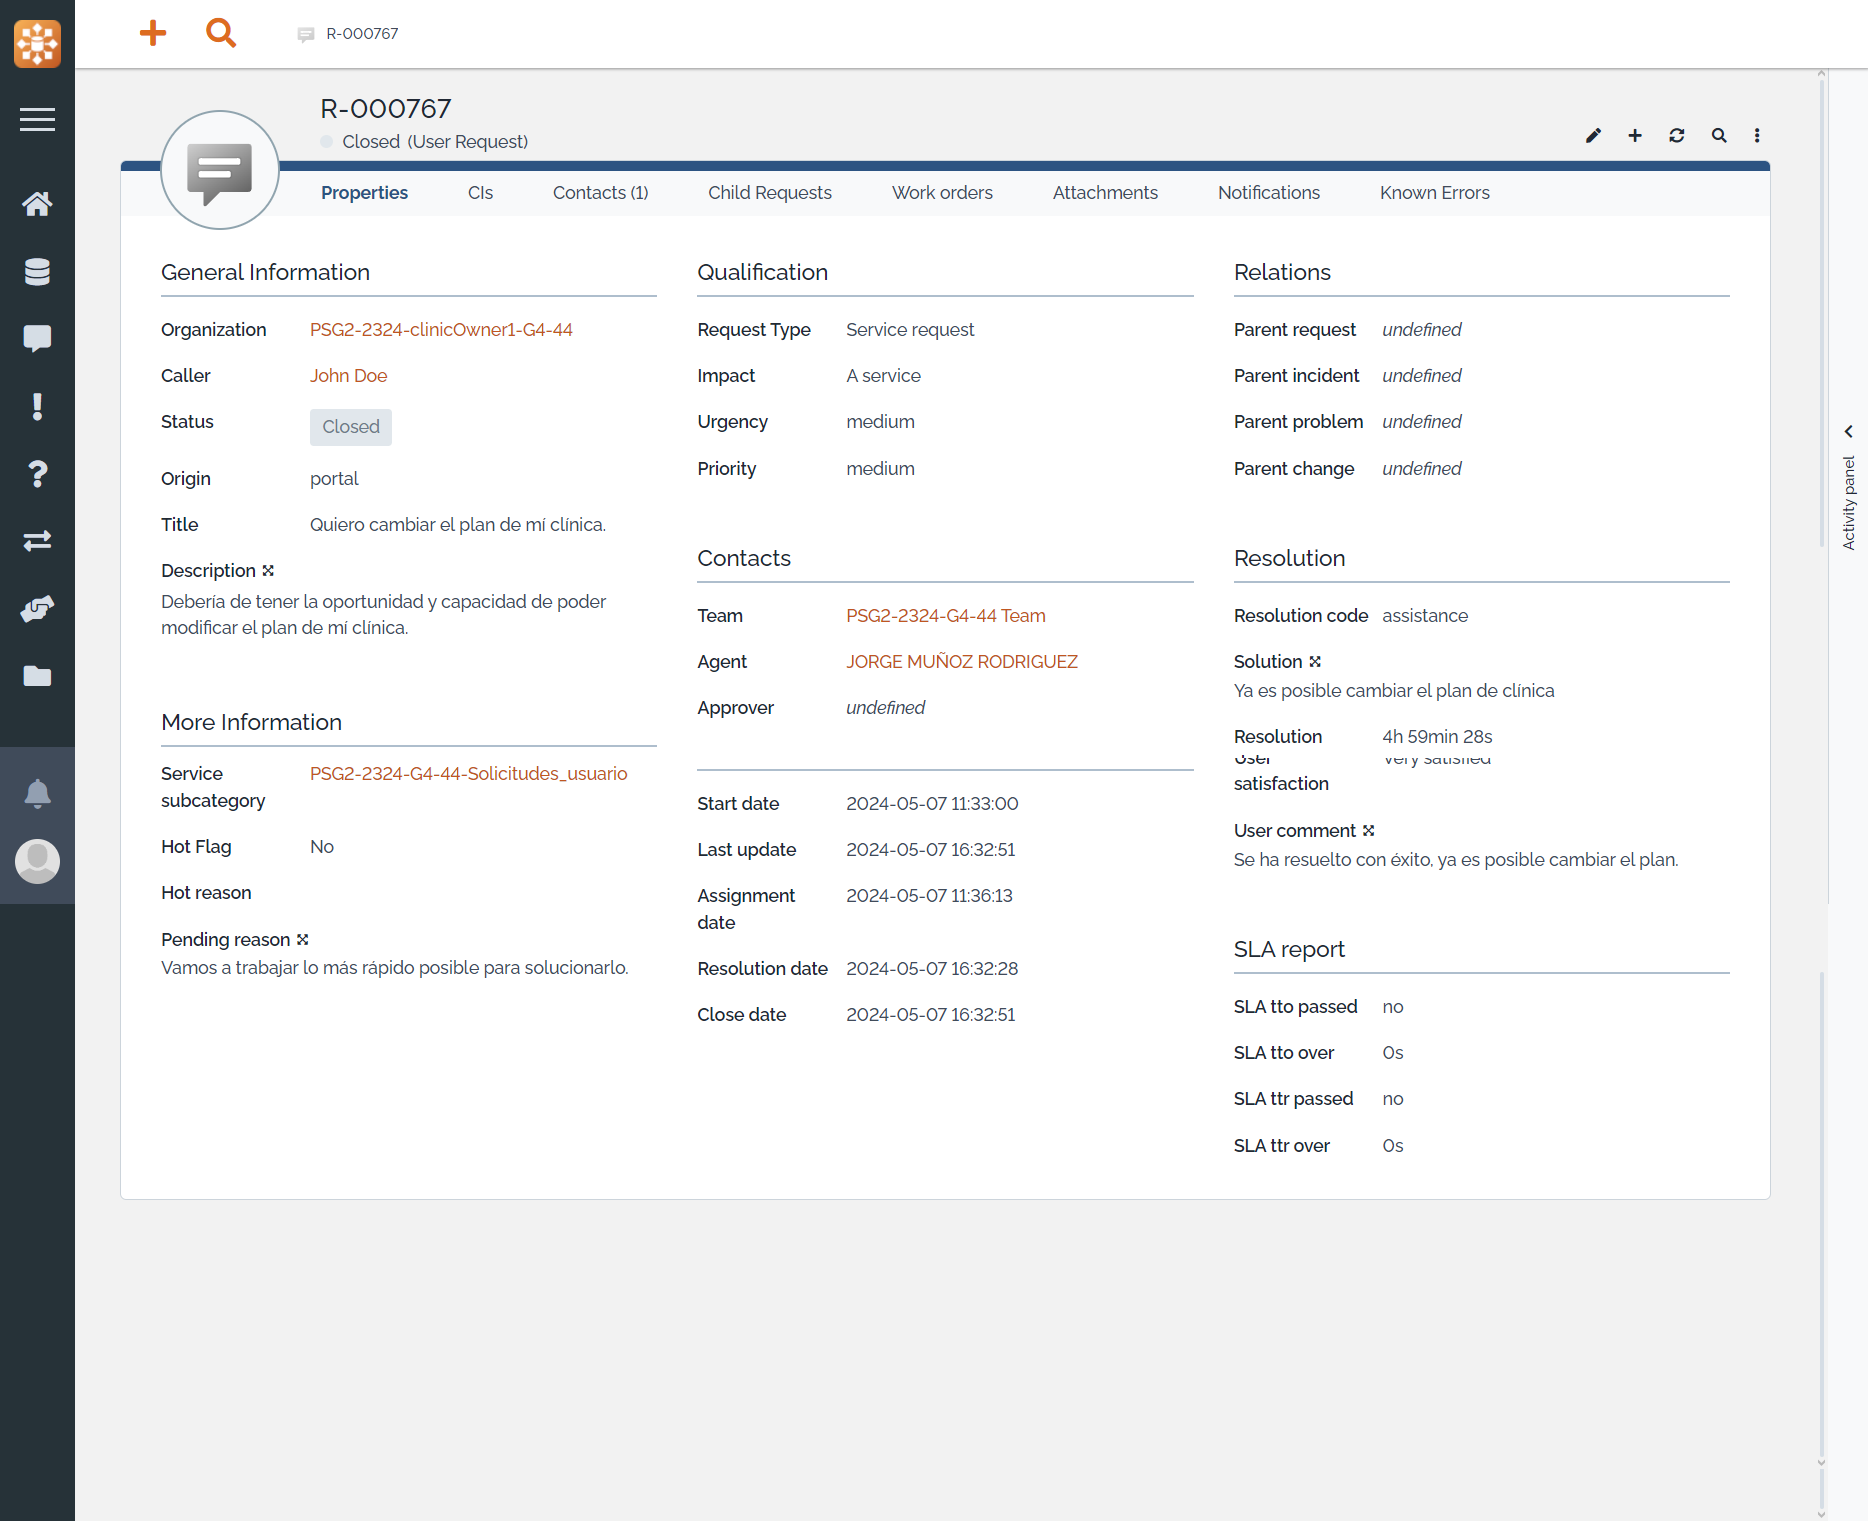 R-000767
R-000767
Closed (User Request)
Properties
CIs
Contacts (1)
Child Requests
Work orders
Attachments
Notifications
Known Errors
General Information
Organization PSG2-2324-clinicOwner1-G4-44
Caller John Doe
Status Closed
Origin portal
Title Quiero cambiar el plan de mí clínica.
Description
Debería de tener la oportunidad y capacidad de poder
modificar el plan de mí clínica.
More Information
Service PSG2-2324-G4-44-Solicitudes_usuario
subcategory
Hot Flag No
Hot reason
Pending reason
Vamos a trabajar lo más rápido posible para solucionarlo.
Qualification
Request Type Service request
Impact A service
Urgency medium
Priority medium
Contacts
Team PSG2-2324-G4-44 Team
Agent JORGE MUÑOZ RODRIGUEZ
Approver undefined
Start date 2024-05-07 11:33:00
Last update 2024-05-07 16:32:51
Assignment 2024-05-07 11:36:13
date
Resolution date 2024-05-07 16:32:28
Close date 2024-05-07 16:32:51
Relations
Parent request undefined
Parent incident undefined
Parent problem undefined
Parent change undefined
Resolution
Resolution code assistance
Solution
Ya es posible cambiar el plan de clínica
Resolution 4h 59min 28s
User Very satisfied
satisfaction
User comment
Se ha resuelto con éxito, ya es posible cambiar el plan.
SLA report
SLA tto passed no
SLA tto over 0s
SLA ttr passed no
SLA ttr over 0s
Activity panel